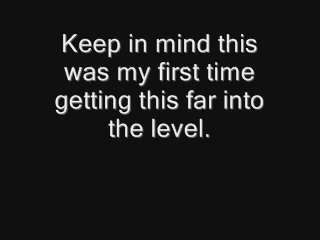 Keep in mind this
was my first time
getting this far into
the level.